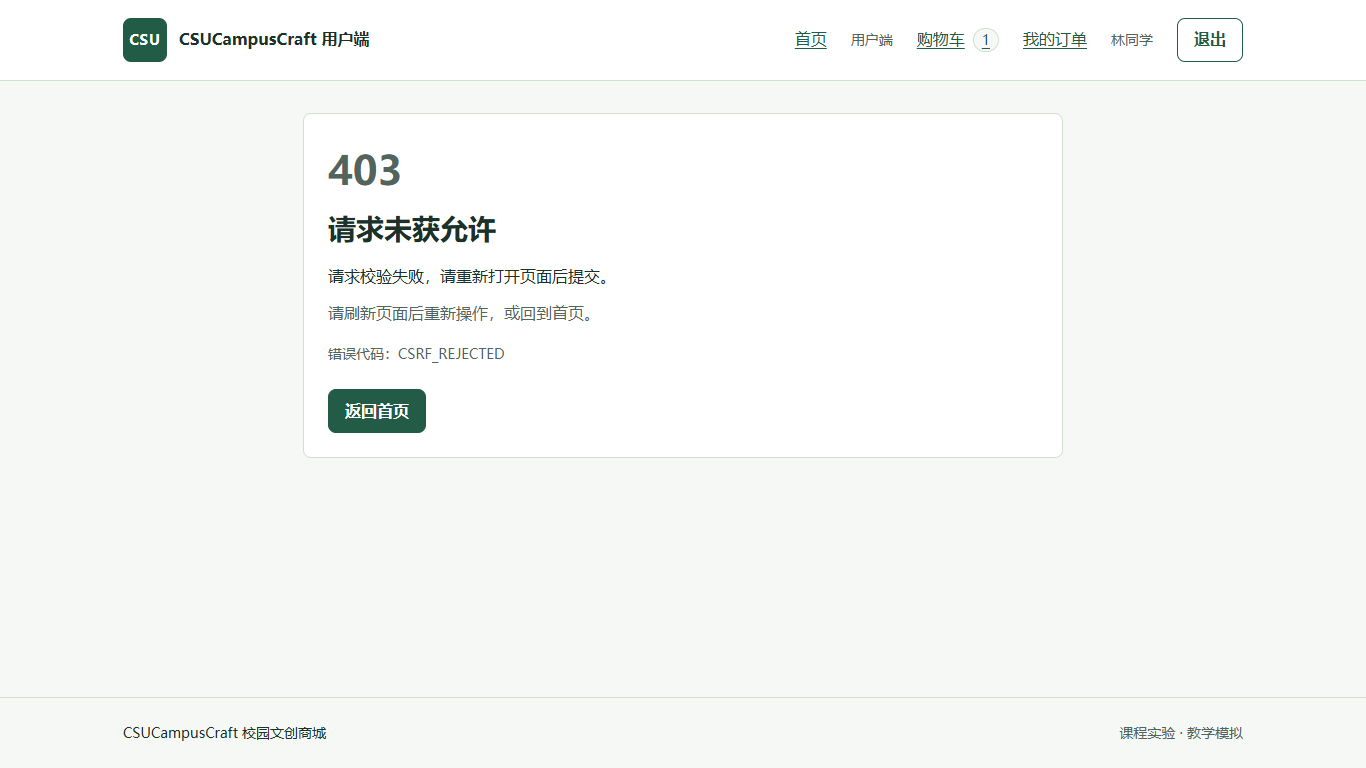 CSU CSUCampusCraft 用户端 首页 用户端 购物车 1 我的订单 林同学 退出
403
请求未获允许
请求校验失败，请重新打开页面后提交。
请刷新页面后重新操作，或回到首页。
错误代码：CSRF_REJECTED
返回首页
CSUCampusCraft 校园文创商城 课程实验 · 教学模拟